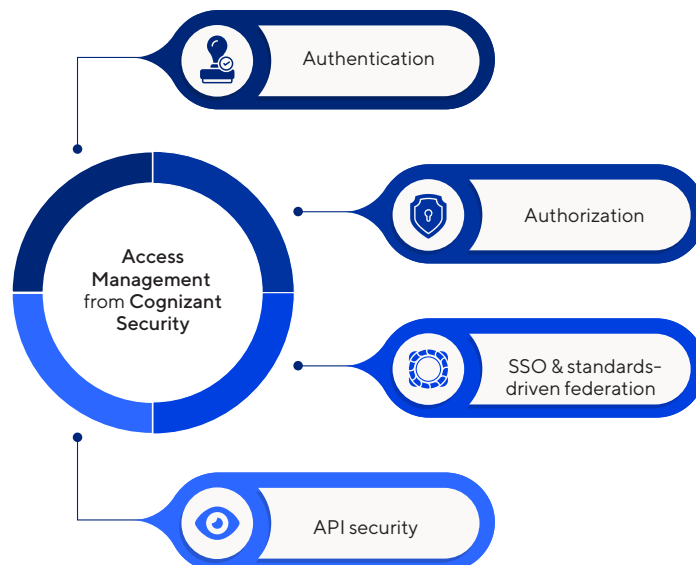 Authentication
Authorization
Access
Management
from Cognizant
Security
SSO & standards-
driven federation
API security